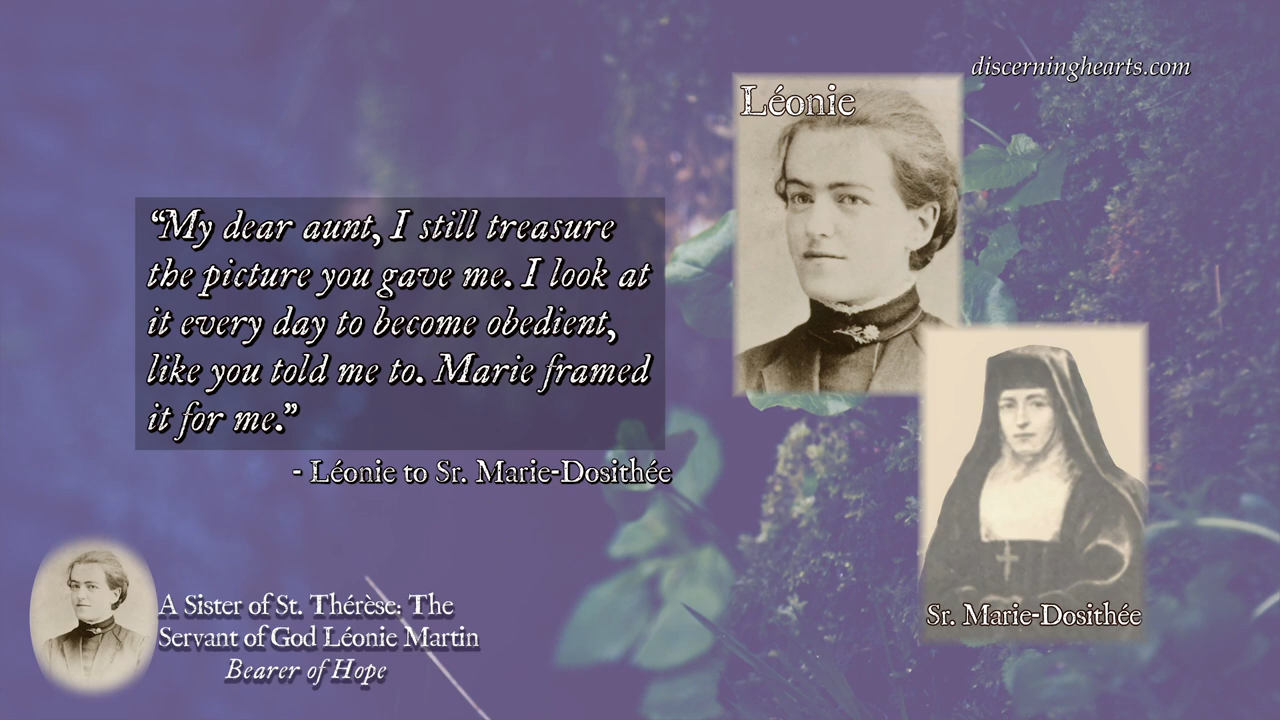 discerninghearts.com
Léonie
“My dear aunt, I still treasure
the picture you gave me. I look at
it every day to become obedient,
like you told me to. Marie framed
it for me.”
- Léonie to Sr. Marie-Dosithée
Sr. Marie-Dosithée
A Sister of St. Thérèse: The
Servant of God Léonie Martin
Bearer of Hope